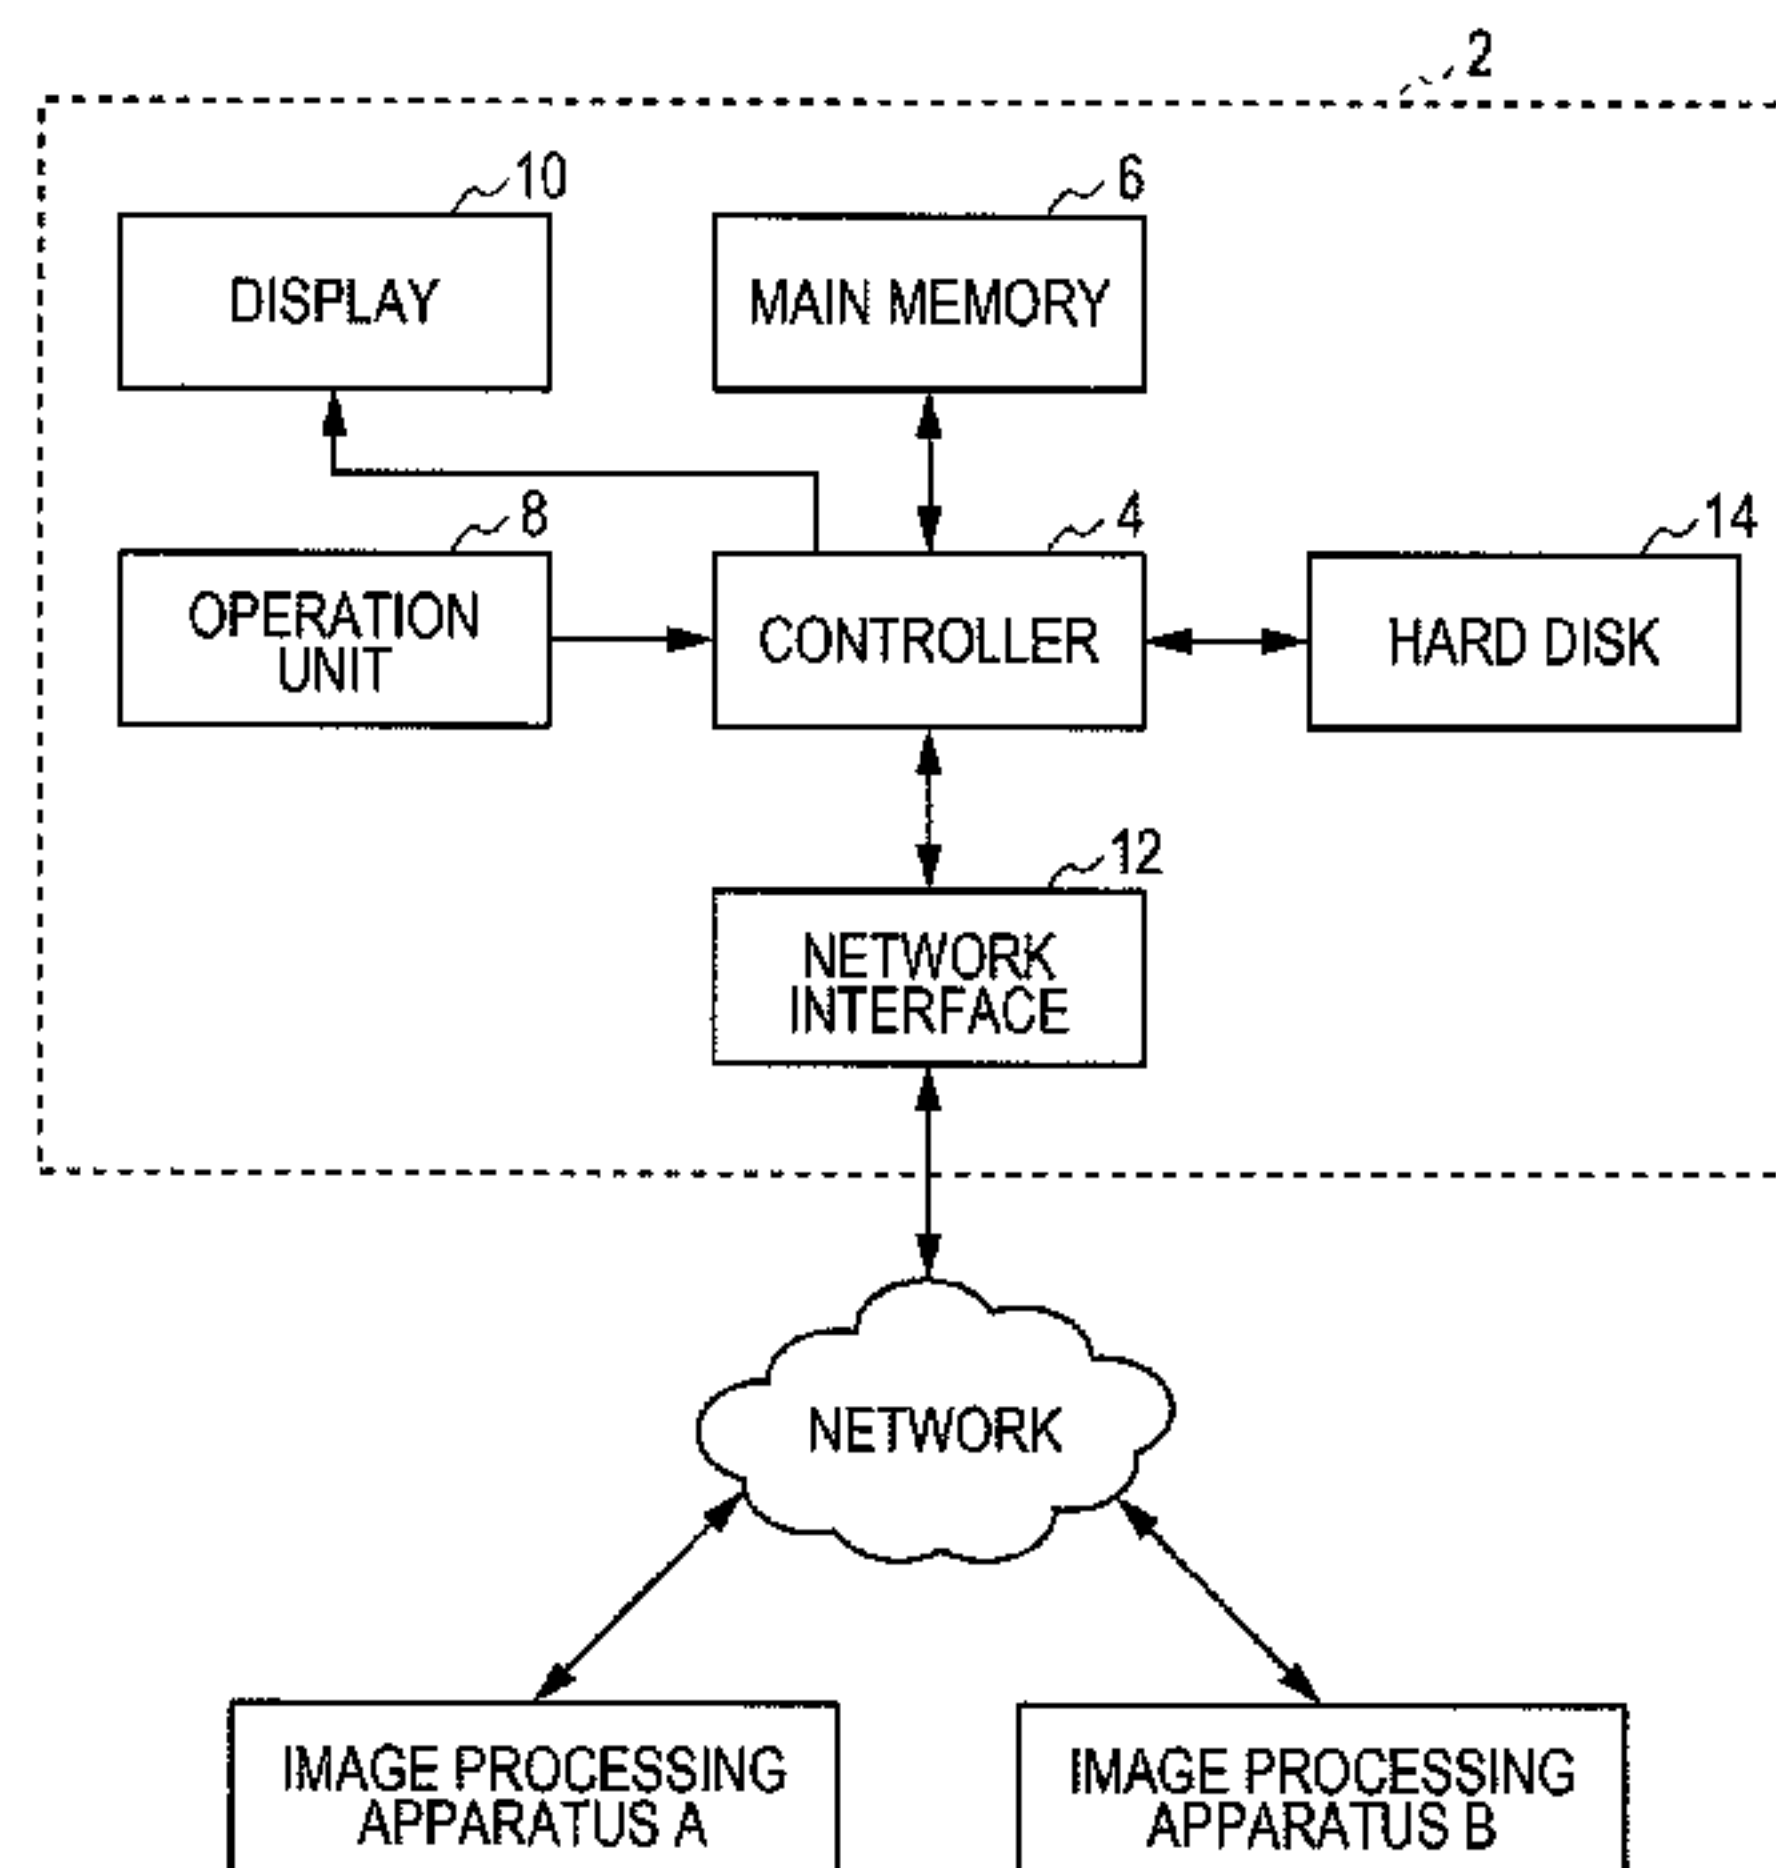 2
10
6
DISPLAY
MAIN MEMORY
8
4
14
OPERATION
UNIT
CONTROLLER
HARD DISK
12
NETWORK
INTERFACE
NETWORK
IMAGE PROCESSING
APPARATUS A
IMAGE PROCESSING
APPARATUS B